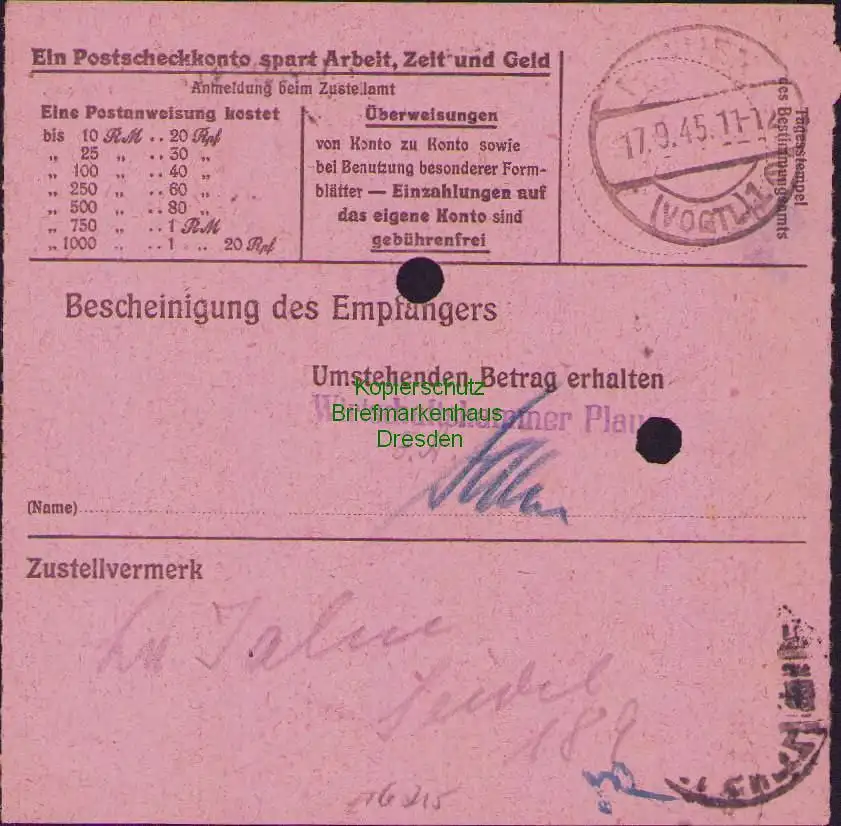 Ein Postscheckkonto spart Arbeit, Zeit und Geld
Anmeldung beim Zustellamt
Eine Postanweisung kostet
bis 10 RM .. 20 Rpf
„ 25 „ .. 30 „
„ 100 „ .. 40 „
„ 250 „ .. 60 „
„ 500 „ .. 80 „
„ 750 „ .. 1 RM
„ 1000 „ .. 1 „ 20 Rpf
Überweisungen
von Konto zu Konto sowie
bei Benutzung besonderer Form-
blätter — Einzahlungen auf
das eigene Konto sind
gebührenfrei
17.9.45.11-12
(VOGTL) 1
Tagesstempel
des Bestimmungsamts
Bescheinigung des Empfängers
Umstehenden Betrag erhalten
Kopierschutz
Briefmarkenhaus
Dresden
(Name)
Zustellvermerk
Seidel
189